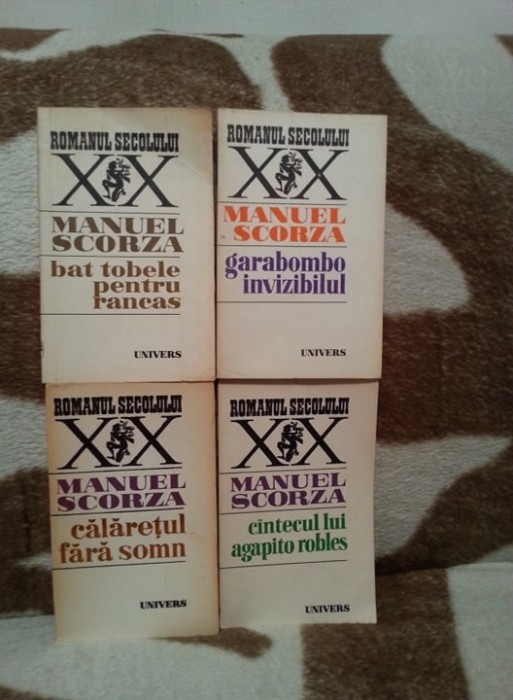 ROMANUL SECOLULUI
XX
MANUEL
SCORZA
bat tobele
pentru
rancas
UNIVERS
ROMANUL SECOLULUI
XX
MANUEL
SCORZA
garabombo
invizibilul
UNIVERS
ROMANUL SECOLULUI
XX
MANUEL
SCORZA
călărețul
fără somn
UNIVERS
ROMANUL SECOLULUI
XX
MANUEL
SCORZA
cîntecul lui
agapito robles
UNIVERS